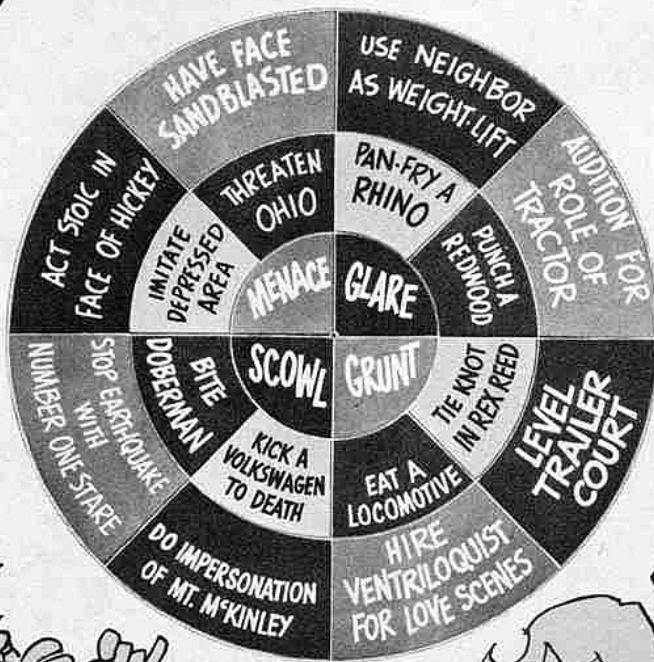 HAVE FACE
SANDBLASTED
USE NEIGHBOR
AS WEIGHT-LIFT
AUDITION FOR
ROLE OF
TRACTOR
LEVEL
TRAILER
COURT
HIRE
VENTRILOQUIST
FOR LOVE SCENES
DO IMPERSONATION
OF MT. McKINLEY
STOP EARTHQUAKE
WITH
NUMBER ONE STARE
ACT STOIC IN
FACE OF HICKEY
THREATEN
OHIO
PAN-FRY A
RHINO
PUNCH A
REDWOOD
TIE KNOT
IN REX REED
EAT A
LOCOMOTIVE
KICK A
VOLKSWAGEN
TO DEATH
BITE
DOBERMAN
IMITATE
DEPRESSED
AREA
MENACE
GLARE
GRUNT
SCOWL